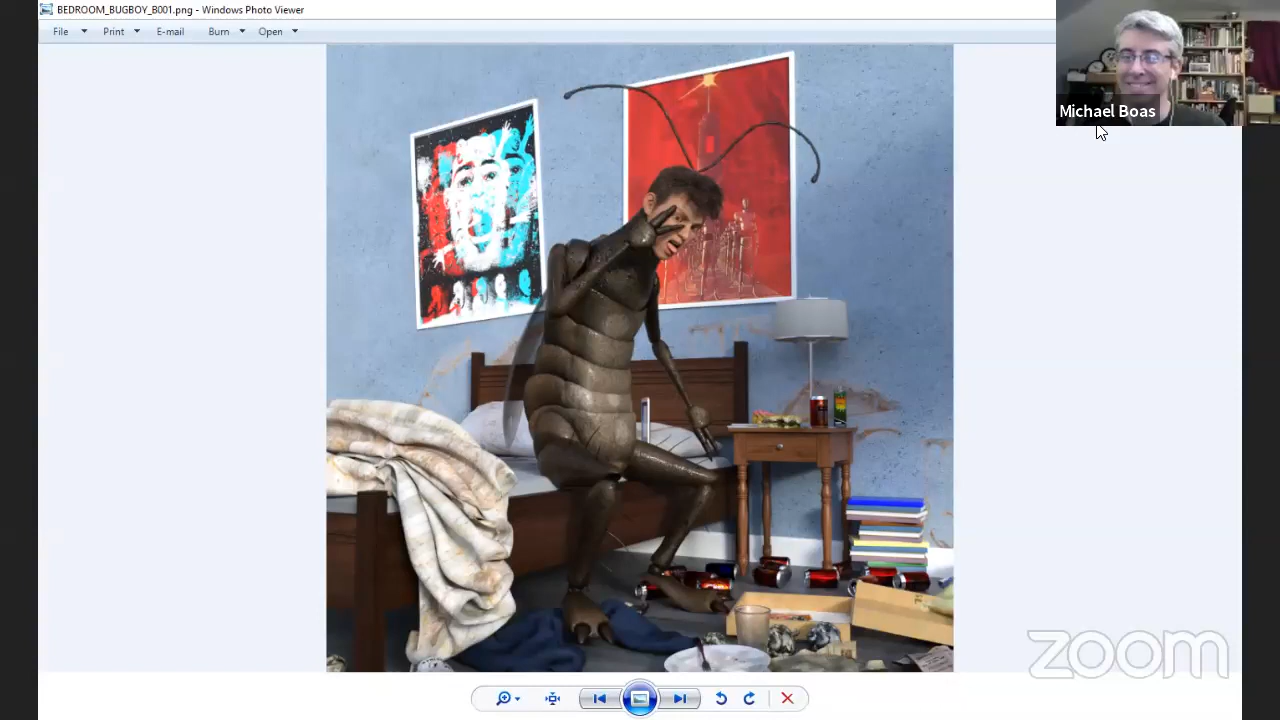 BEDROOM_BUGBOY_B001.png - Windows Photo Viewer
File Print E-mail Burn Open
Michael Boas
zoom